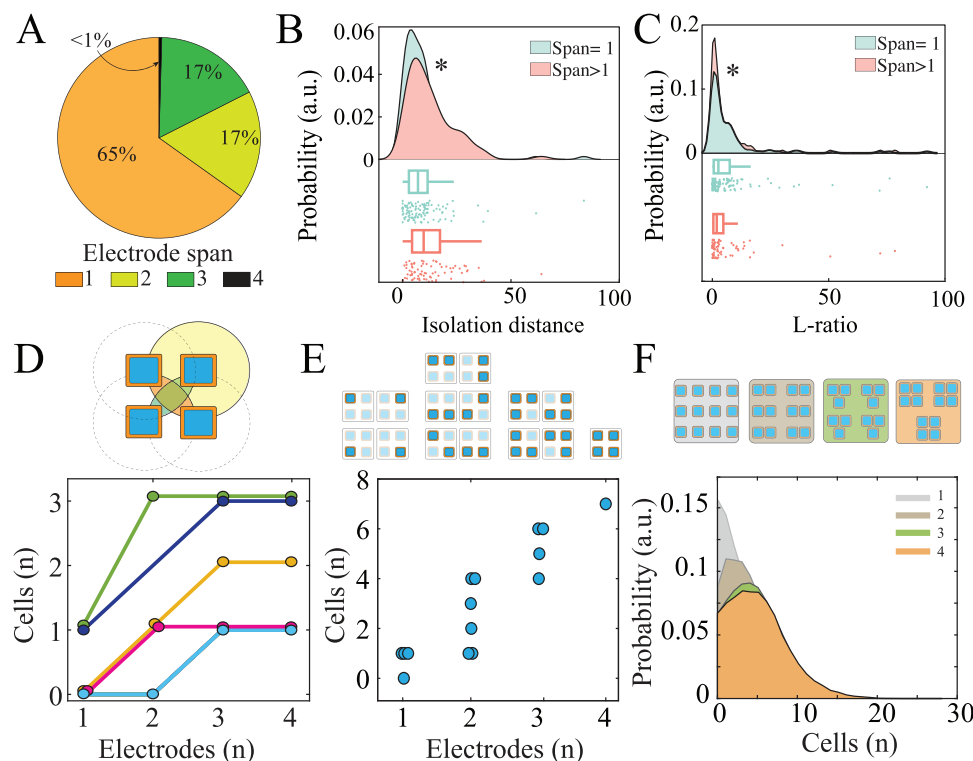 A
<1%
17%
17%
65%
Electrode span
1 2 3 4
B
0.06
0.04
0.02
0
Probability (a.u.)
Span= 1
Span>1
*
0 50 100
Isolation distance
C
0.2
0.1
0
Probability (a.u.)
Span= 1
Span>1
*
0 50 100
L-ratio
D
3
2
1
0
Cells (n)
1 2 3 4
Electrodes (n)
E
8
6
4
2
0
Cells (n)
1 2 3 4
Electrodes (n)
F
0.15
0.1
0.05
0
Probability (a.u.)
1
2
3
4
0 10 20 30
Cells (n)